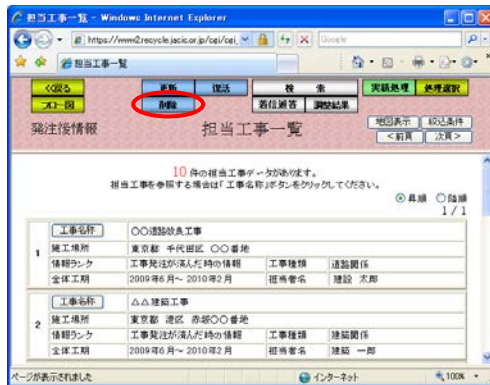 担当工事一覧 - Windows Internet Explorer
https://www2.recycle.jacic.or.jp/cgi/cgi_
Google
担当工事一覧
<<戻る
更新
復活
検 索
実績処理
処理選択
フロー図
削除
着信通答
調整結果
発注後情報
担当工事一覧
地図表示
絞込条件
<前頁
次頁>
10 件の担当工事データがあります。
担当工事を参照する場合は「工事名称」ボタンをクリックしてください。
昇順
降順
1 / 1
1
工事名称
〇〇道路改良工事
施工場所
東京都 千代田区 〇〇番地
情報ランク
工事発注が済んだ時の情報
工事種類
道路関係
全体工期
2009年6月~ 2010年2月
担当者名
建設 太郎
2
工事名称
△△建築工事
施工場所
東京都 港区 赤坂〇〇番地
情報ランク
工事発注が済んだ時の情報
工事種類
建築関係
全体工期
2009年6月~ 2010年2月
担当者名
建築 一郎
ページが表示されました
インターネット
100%